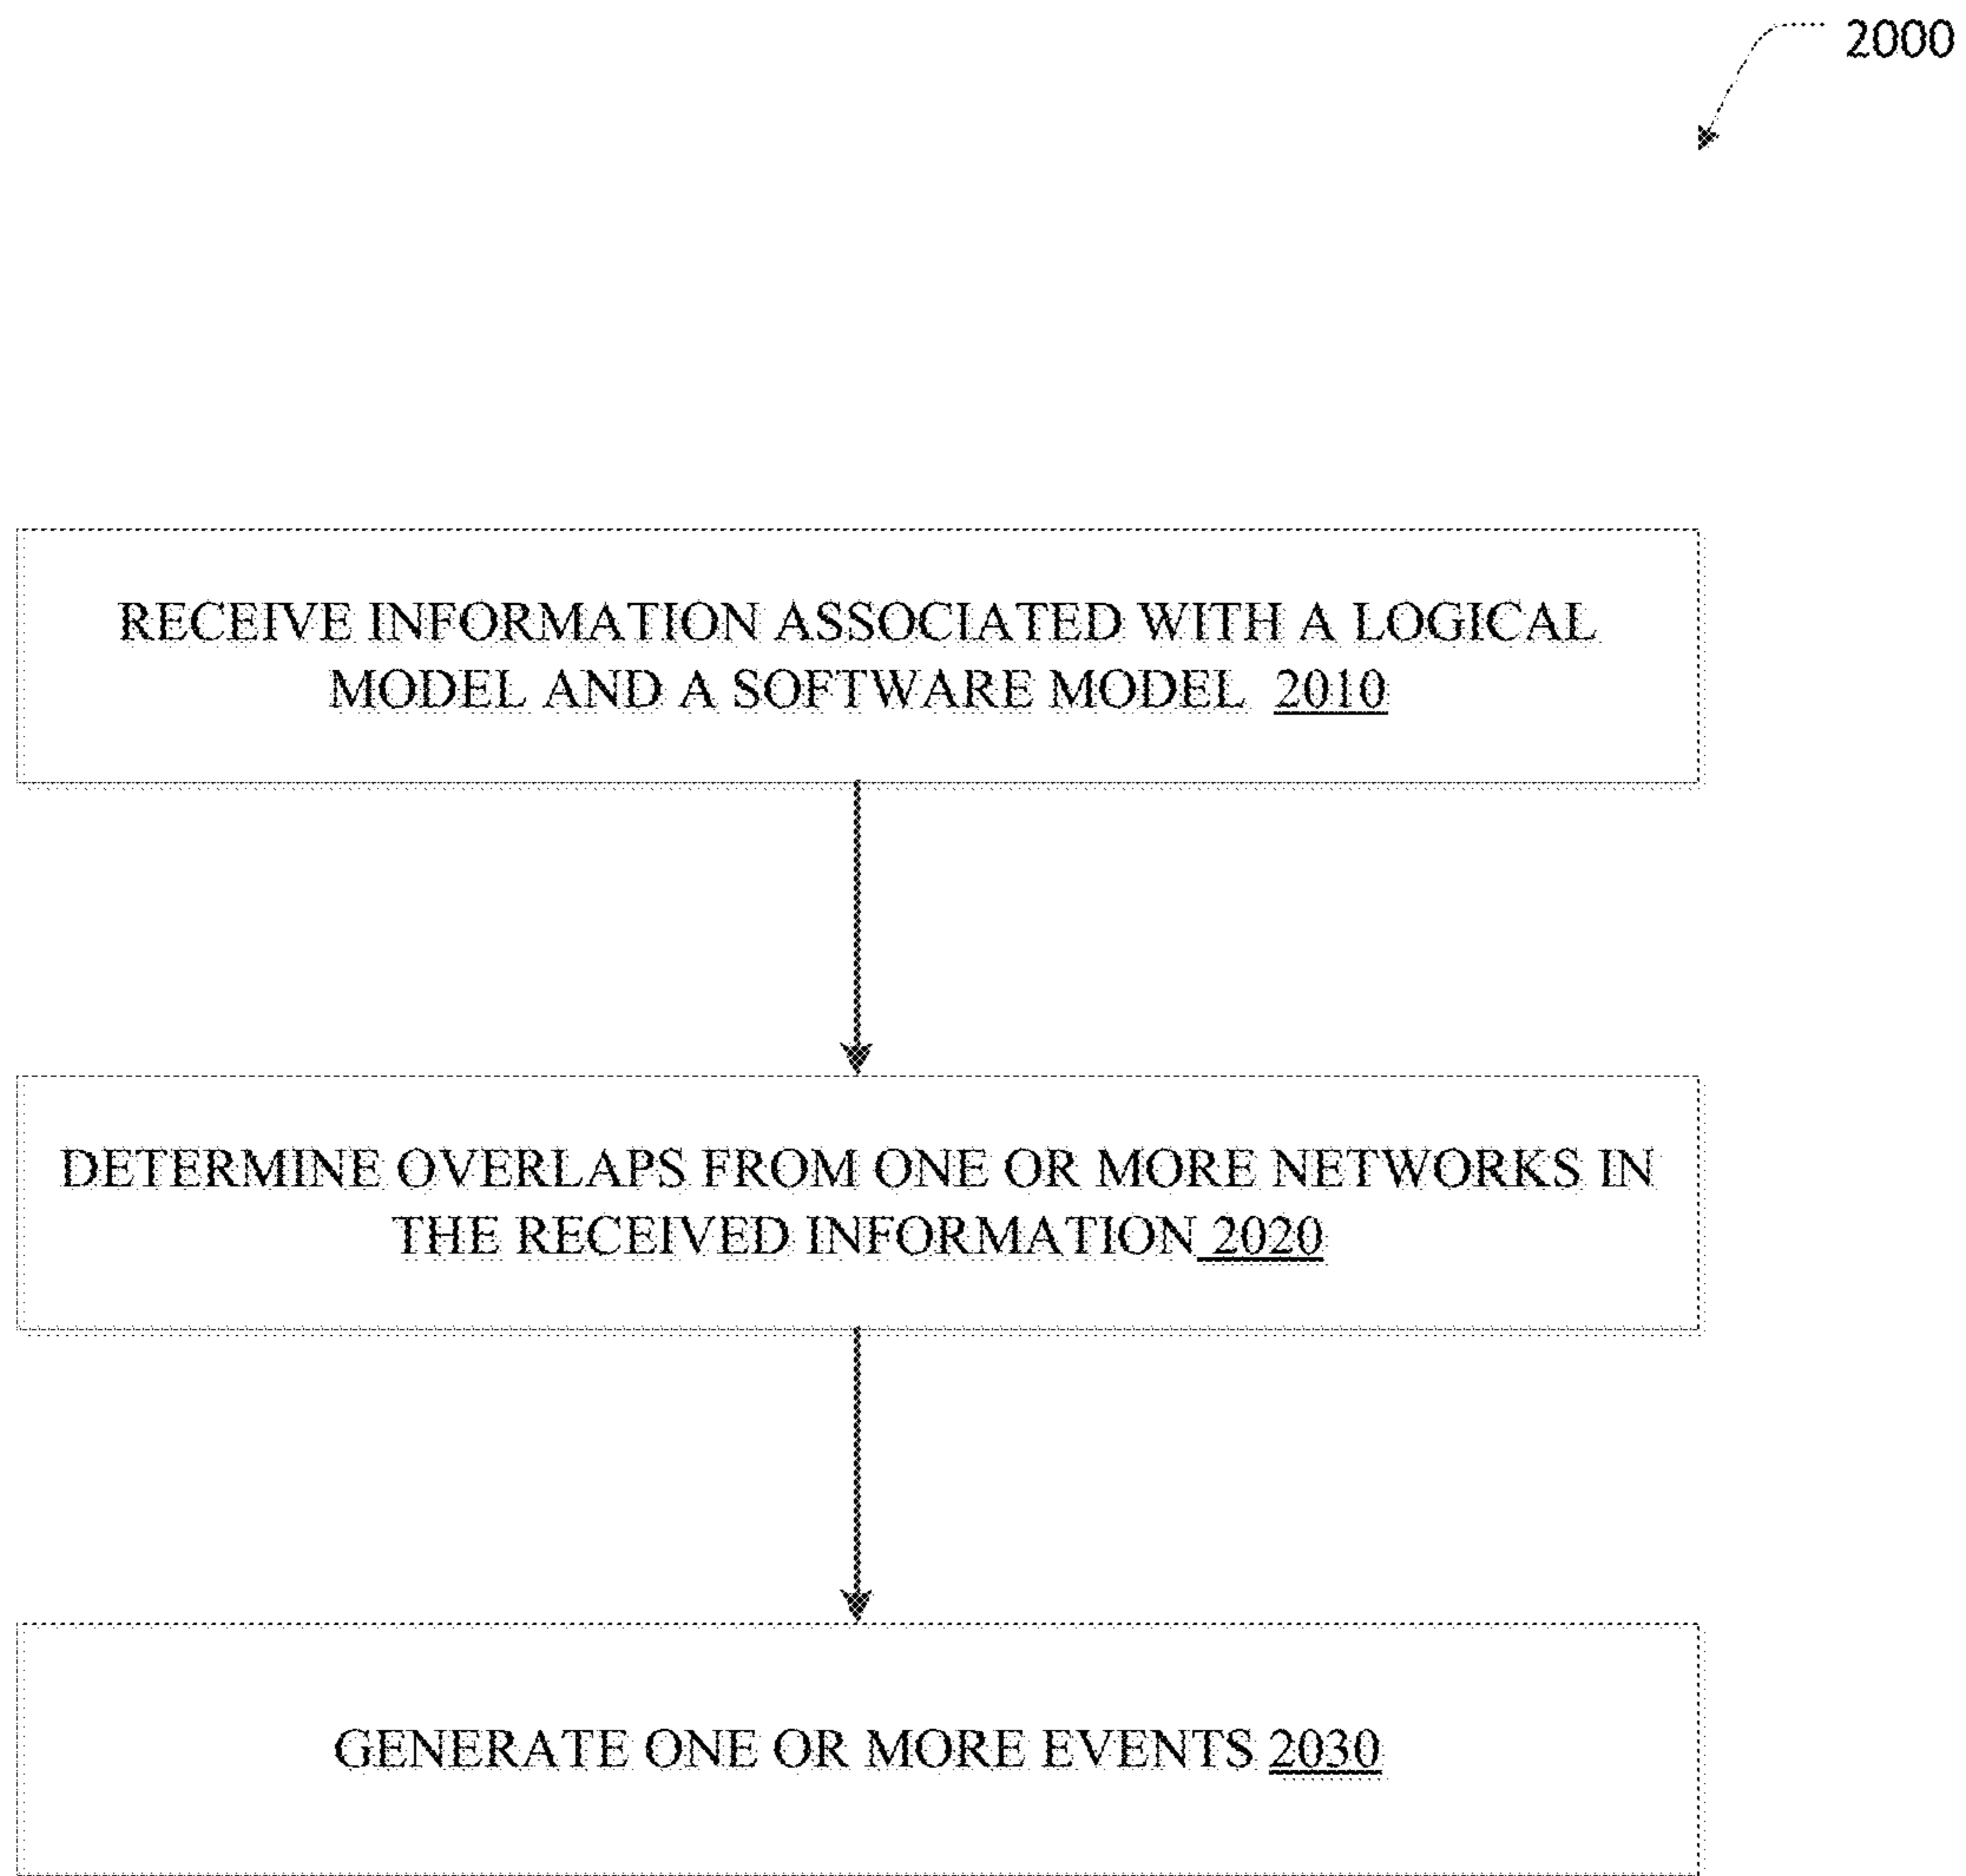 2000
RECEIVE INFORMATION ASSOCIATED WITH A LOGICAL
MODEL AND A SOFTWARE MODEL 2010
DETERMINE OVERLAPS FROM ONE OR MORE NETWORKS IN
THE RECEIVED INFORMATION 2020
GENERATE ONE OR MORE EVENTS 2030